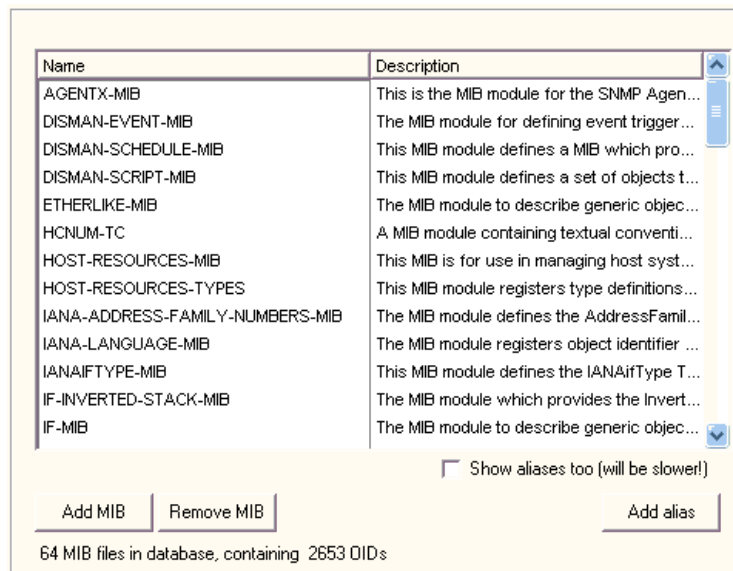 Name Description
AGENTX-MIB This is the MIB module for the SNMP Agen...
DISMAN-EVENT-MIB The MIB module for defining event trigger...
DISMAN-SCHEDULE-MIB This MIB module defines a MIB which pro...
DISMAN-SCRIPT-MIB This MIB module defines a set of objects t...
ETHERLIKE-MIB The MIB module to describe generic objec...
HCNUM-TC A MIB module containing textual conventi...
HOST-RESOURCES-MIB This MIB is for use in managing host syst...
HOST-RESOURCES-TYPES This MIB module registers type definitions...
IANA-ADDRESS-FAMILY-NUMBERS-MIB The MIB module defines the AddressFamil...
IANA-LANGUAGE-MIB The MIB module registers object identifier ...
IANAIFTYPE-MIB This MIB module defines the IANAifType T...
IF-INVERTED-STACK-MIB The MIB module which provides the Invert...
IF-MIB The MIB module to describe generic objec...
Show aliases too (will be slower!)
Add MIB Remove MIB Add alias
64 MIB files in database, containing 2653 OIDs